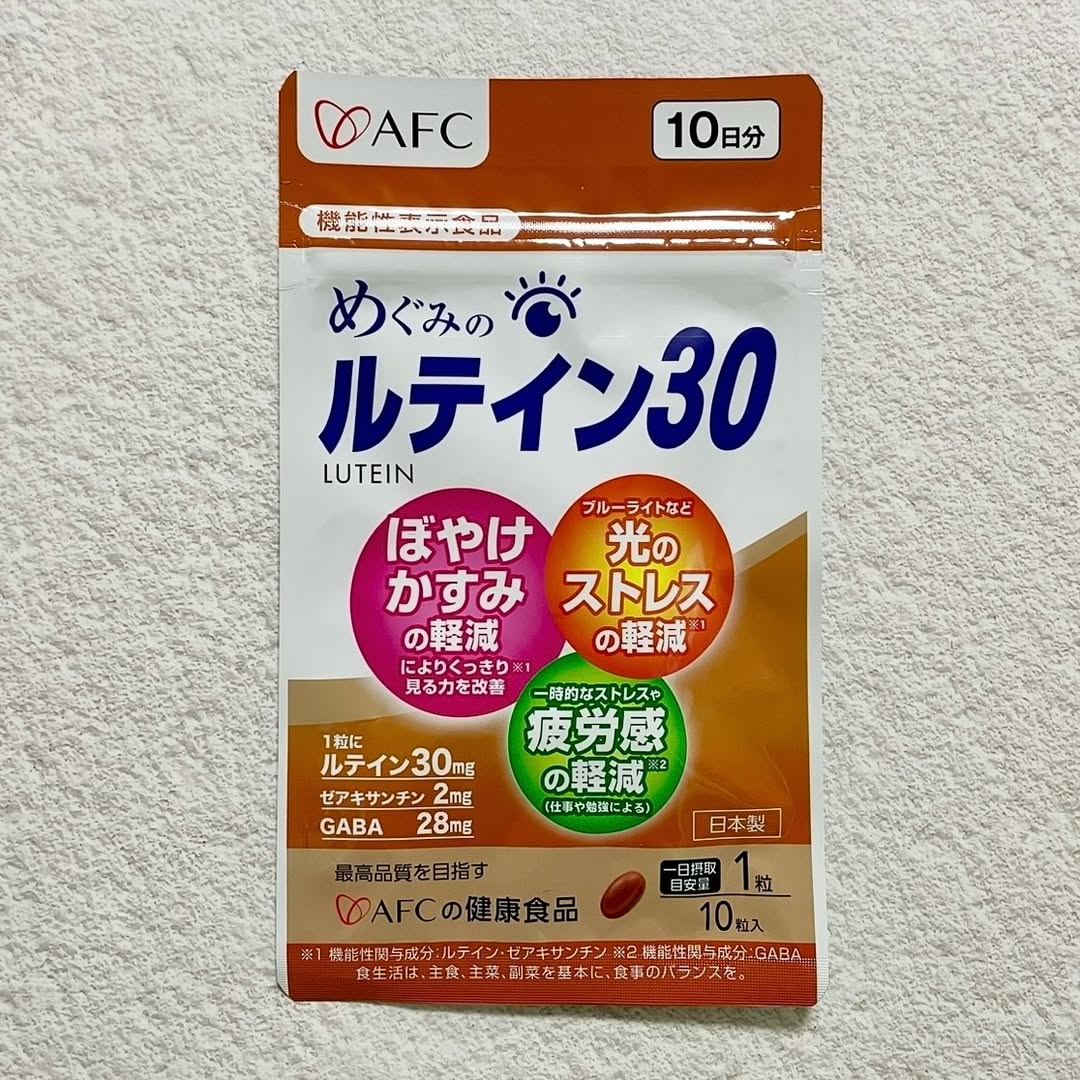 AFC
10日分
機能性表示食品
めぐみの
ルテイン30
LUTEIN
ぼやけ
かすみ
の軽減
によりくっきり※1
見る力を改善
ブルーライトなど
光の
ストレス
の軽減※1
一時的なストレスや
疲労感
の軽減※2
(仕事や勉強による)
1粒に
ルテイン30mg
ゼアキサンチン 2mg
GABA 28mg
日本製
最高品質を目指す
AFCの健康食品
一日摂取
目安量
1粒
10粒入
※1 機能性関与成分:ルテイン・ゼアキサンチン ※2 機能性関与成分:GABA
食生活は、主食、主菜、副菜を基本に、食事のバランスを。